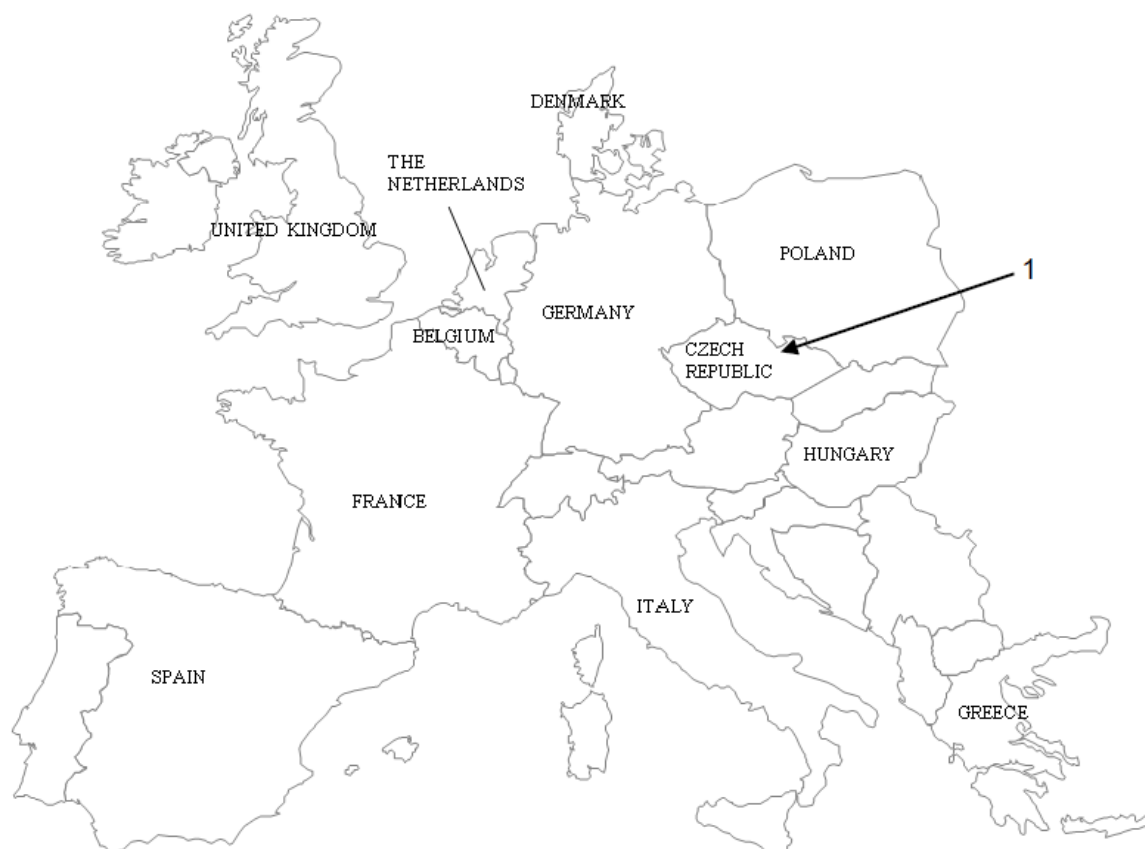 DENMARK
THE
NETHERLANDS
UNITED KINGDOM
POLAND
1
GERMANY
BELGIUM
CZECH
REPUBLIC
HUNGARY
FRANCE
ITALY
SPAIN
GREECE